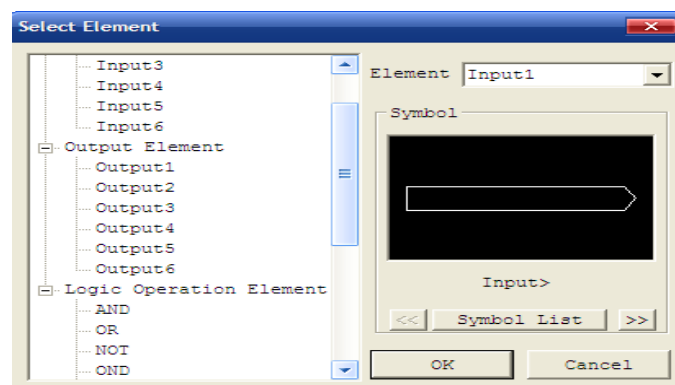 Select Element
Input3
Input4
Input5
Input6
Output Element
Output1
Output2
Output3
Output4
Output5
Output6
Logic Operation Element
AND
OR
NOT
OND
Element Input1
Symbol
Input>
<< Symbol List >>
OK Cancel